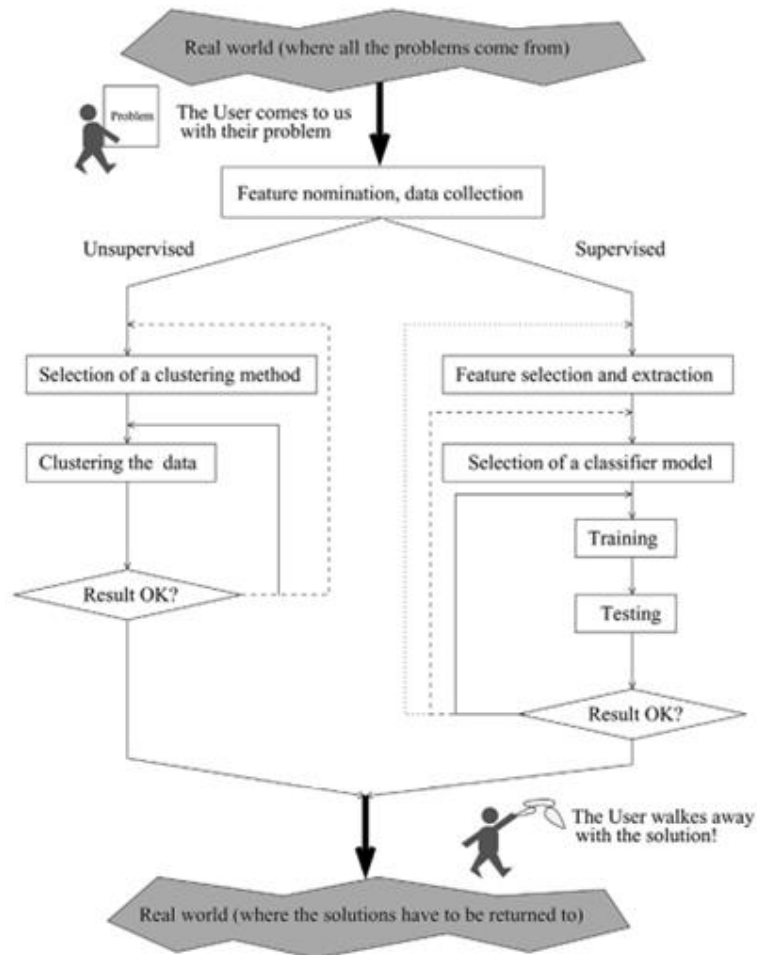 Real world (where all the problems come from)
Problem
The User comes to us
with their problem
Feature nomination, data collection
Unsupervised
Supervised
Selection of a clustering method
Clustering the data
Result OK?
Feature selection and extraction
Selection of a classifier model
Training
Testing
Result OK?
The User walkes away
with the solution!
Real world (where the solutions have to be returned to)